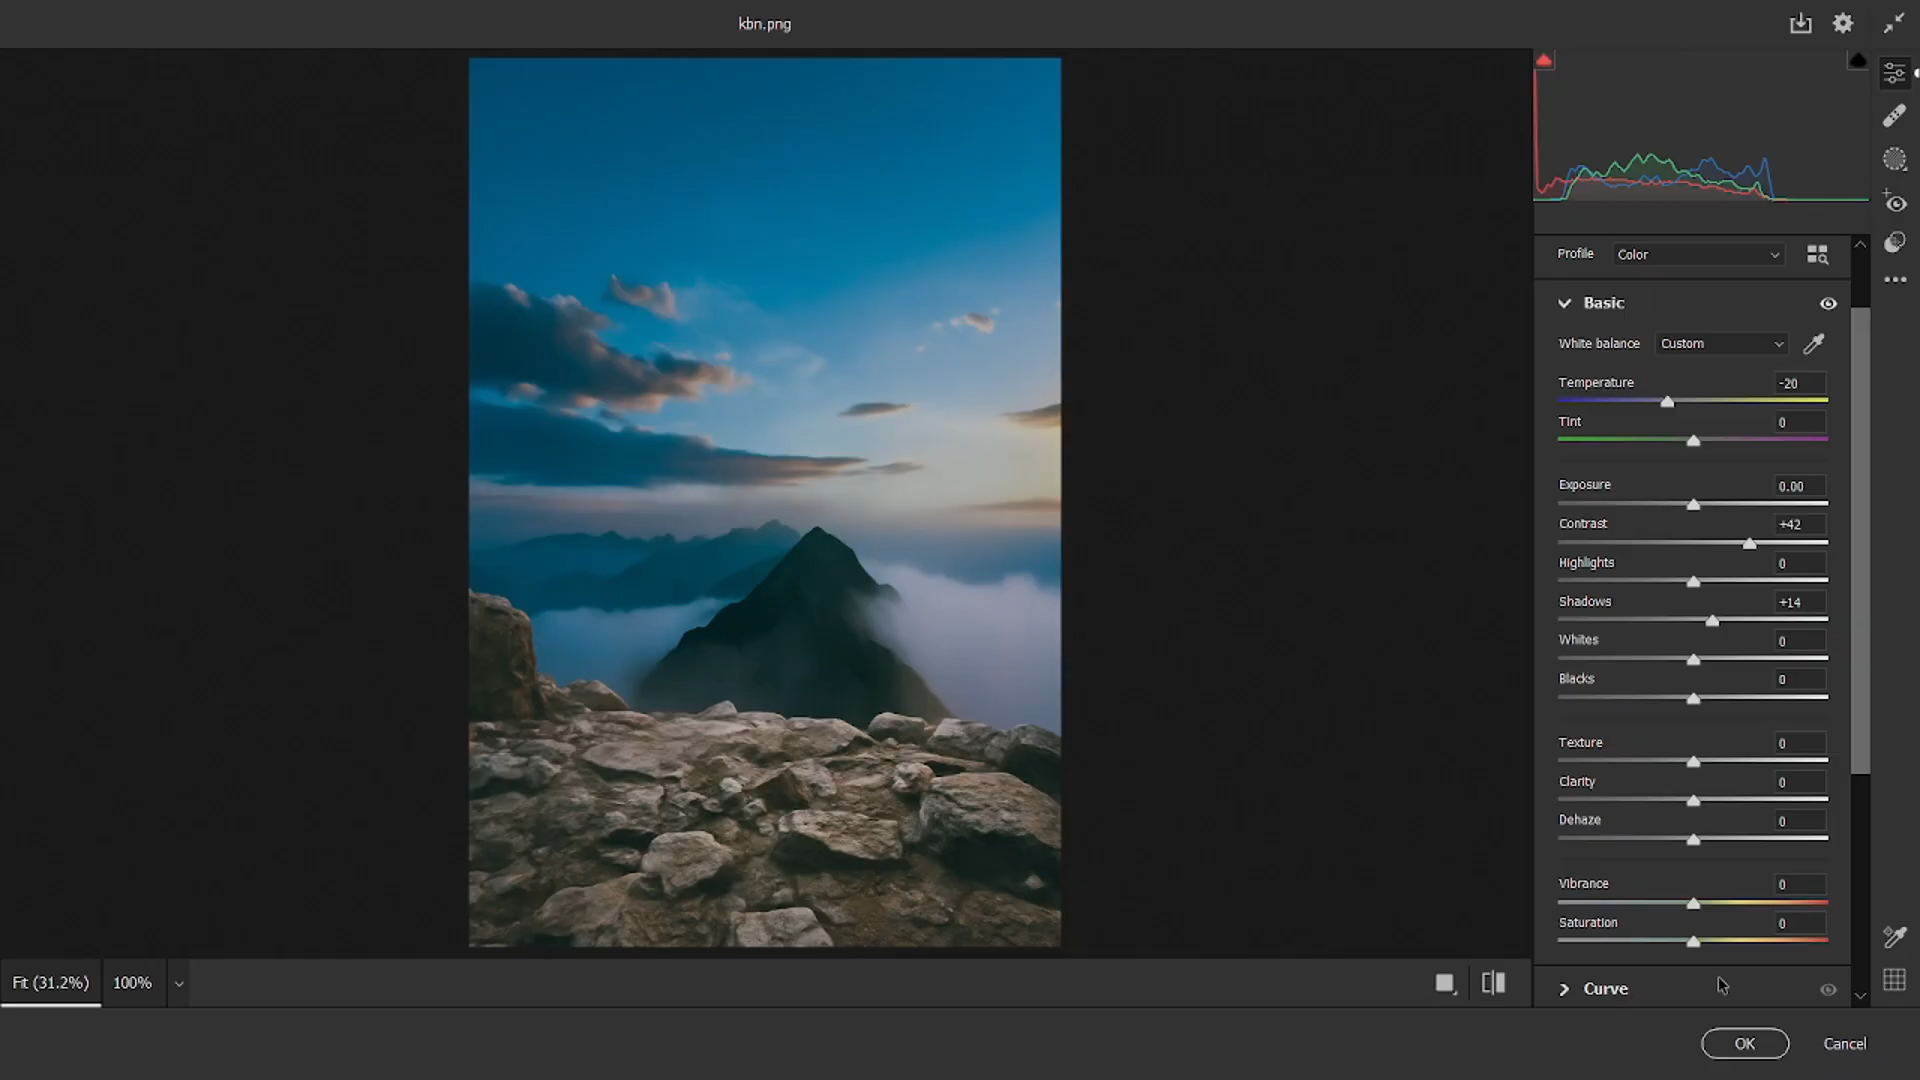 kbn.png
Profile Color
Basic
White balance Custom
Temperature -20
Tint 0
Exposure 0.00
Contrast +42
Highlights 0
Shadows +14
Whites 0
Blacks 0
Texture 0
Clarity 0
Dehaze 0
Vibrance 0
Saturation 0
Curve
Fit (31.2%) 100%
OK Cancel